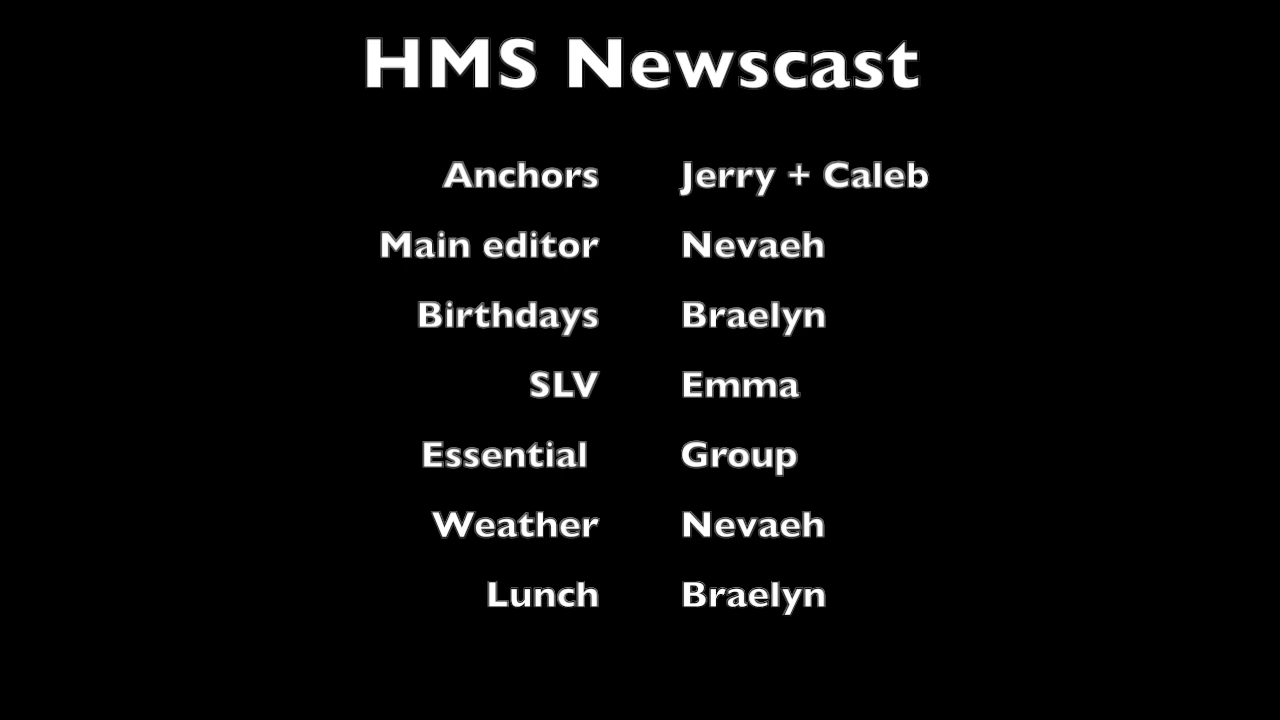 HMS Newscast
Anchors Jerry + Caleb
Main editor Nevaeh
Birthdays Braelyn
SLV Emma
Essential Group
Weather Nevaeh
Lunch Braelyn